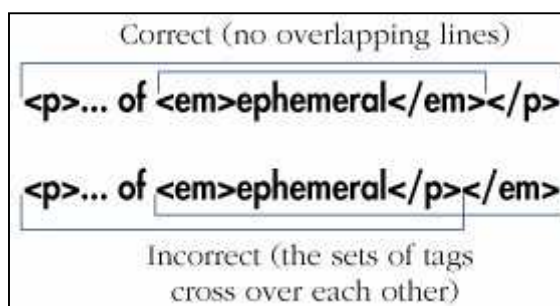 Correct (no overlapping lines)
<p>... of <em>ephemeral</em></p>
<p>... of <em>ephemeral</p></em>
Incorrect (the sets of tags
cross over each other)